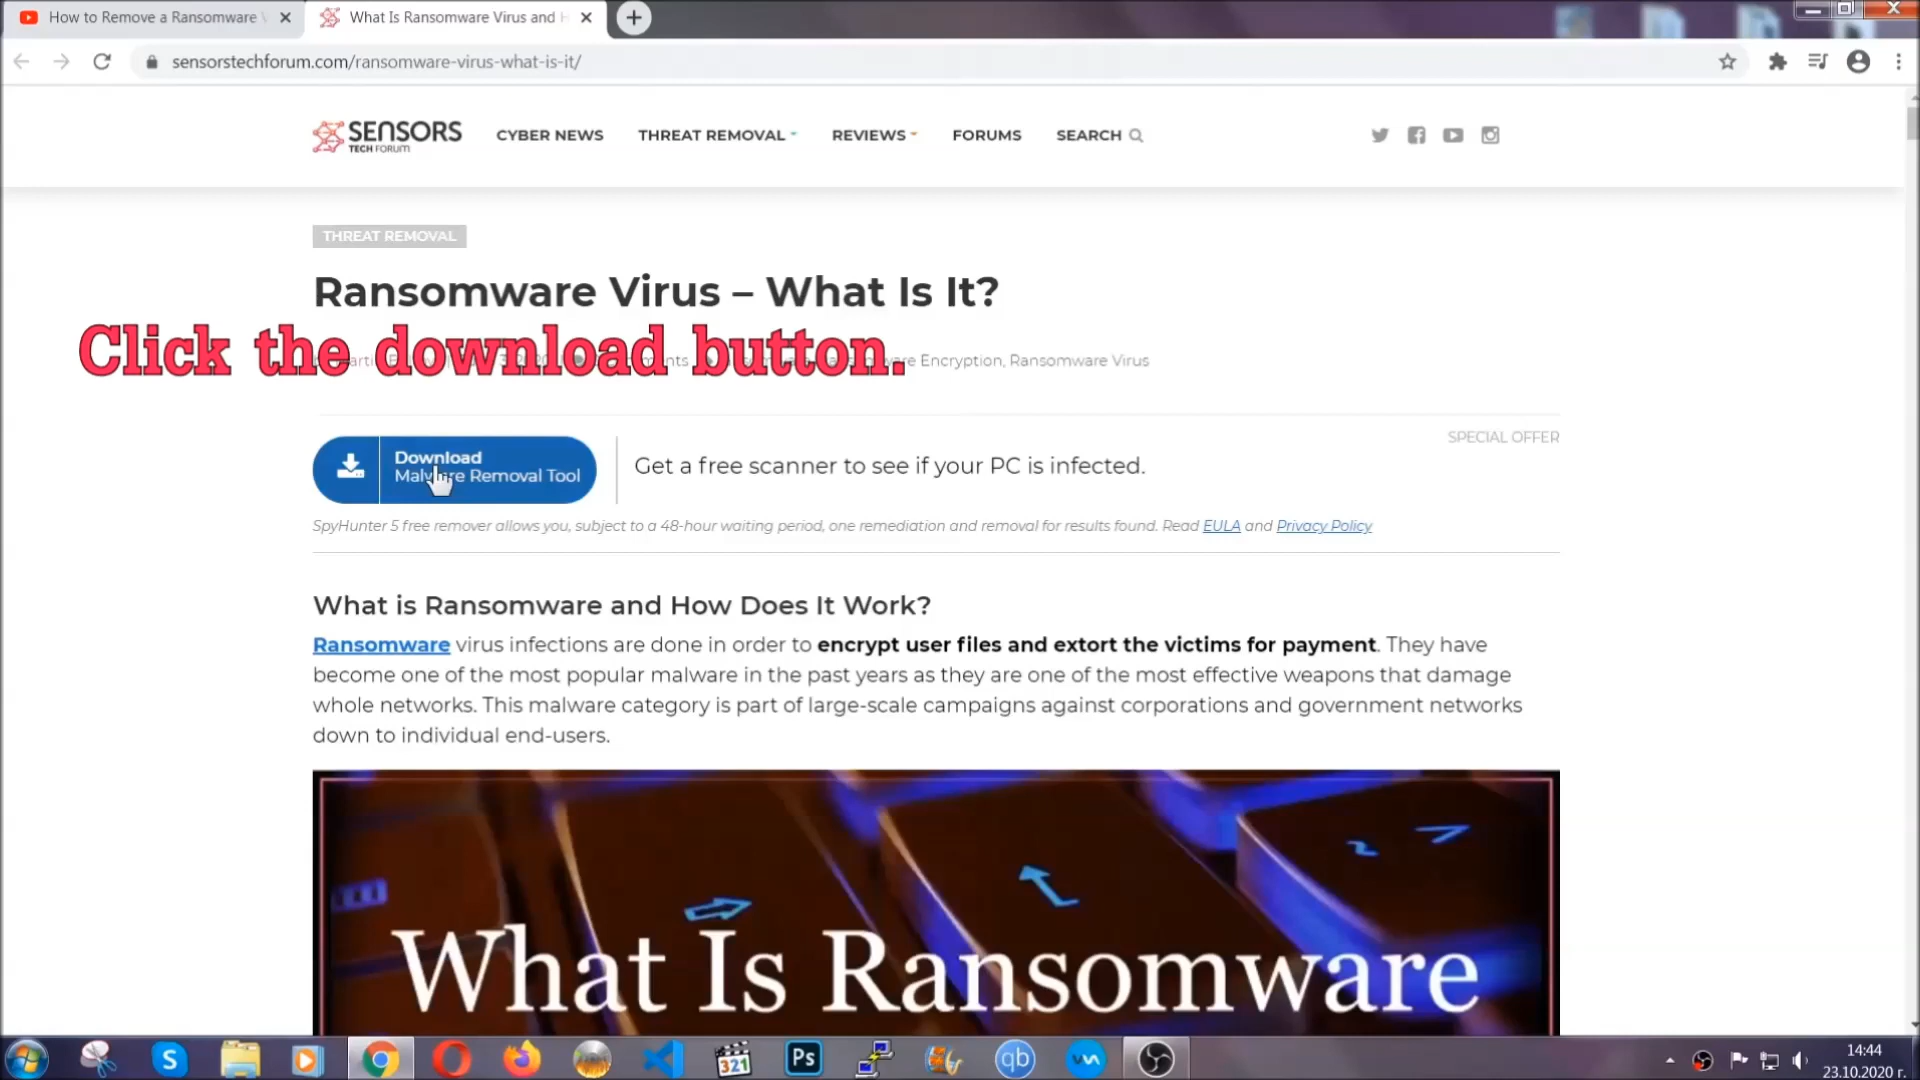 How to Remove a Ransomware
What Is Ransomware Virus and
sensorstechforum.com/ransomware-virus-what-is-it/
SENSORS
TECH FORUM
CYBER NEWS
THREAT REMOVAL
REVIEWS
FORUMS
SEARCH
THREAT REMOVAL
Ransomware Virus – What Is It?
Click the download button.
Encryption, Ransomware Virus
SPECIAL OFFER
Download
Malware Removal Tool
Get a free scanner to see if your PC is infected.
SpyHunter 5 free remover allows you, subject to a 48-hour waiting period, one remediation and removal for results found. Read EULA and Privacy Policy
What is Ransomware and How Does It Work?
Ransomware virus infections are done in order to encrypt user files and extort the victims for payment. They have
become one of the most popular malware in the past years as they are one of the most effective weapons that damage
whole networks. This malware category is part of large-scale campaigns against corporations and government networks
down to individual end-users.
What Is Ransomware
S
321
Ps
qb
14:44
23.10.2020 г.